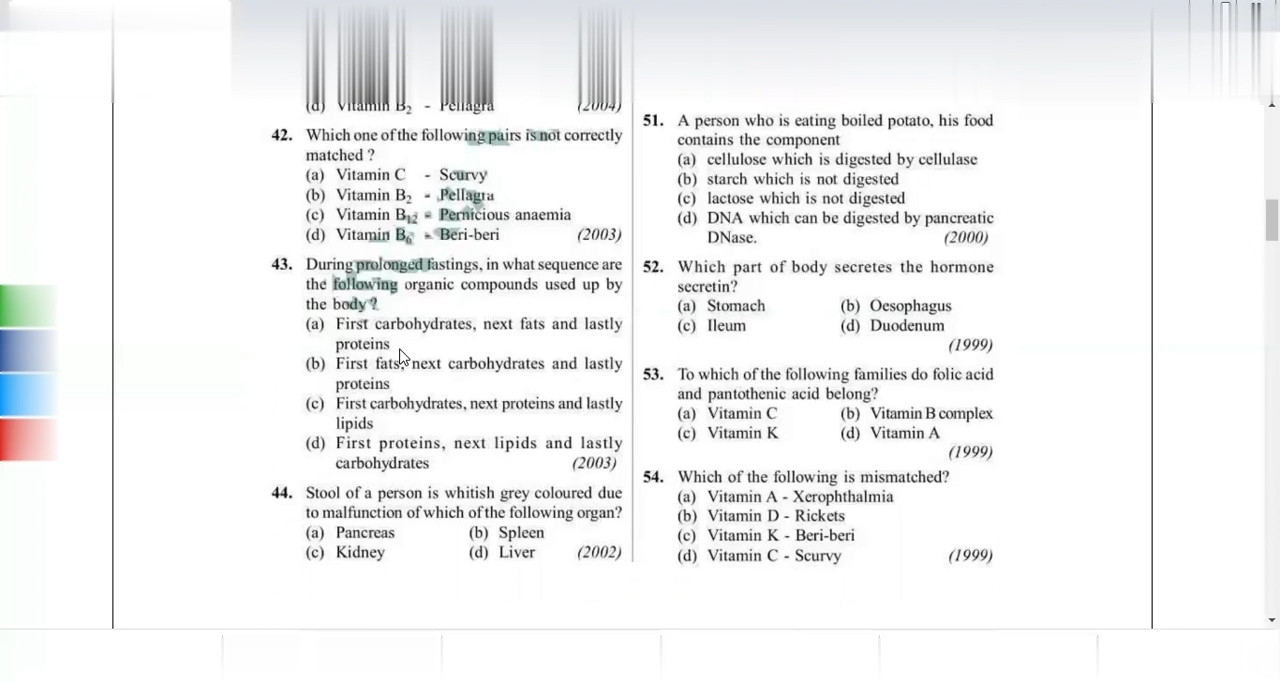 (d) Vitamin B2 - Pellagra (2004)
42. Which one of the following pairs is not correctly
matched ?
(a) Vitamin C - Scurvy
(b) Vitamin B2 - Pellagra
(c) Vitamin B12 - Pernicious anaemia
(d) Vitamin B6 - Beri-beri (2003)
43. During prolonged fastings, in what sequence are
the following organic compounds used up by
the body ?
(a) First carbohydrates, next fats and lastly
proteins
(b) First fats, next carbohydrates and lastly
proteins
(c) First carbohydrates, next proteins and lastly
lipids
(d) First proteins, next lipids and lastly
carbohydrates (2003)
44. Stool of a person is whitish grey coloured due
to malfunction of which of the following organ?
(a) Pancreas (b) Spleen
(c) Kidney (d) Liver (2002)
51. A person who is eating boiled potato, his food
contains the component
(a) cellulose which is digested by cellulase
(b) starch which is not digested
(c) lactose which is not digested
(d) DNA which can be digested by pancreatic
DNase. (2000)
52. Which part of body secretes the hormone
secretin?
(a) Stomach (b) Oesophagus
(c) Ileum (d) Duodenum
(1999)
53. To which of the following families do folic acid
and pantothenic acid belong?
(a) Vitamin C (b) Vitamin B complex
(c) Vitamin K (d) Vitamin A
(1999)
54. Which of the following is mismatched?
(a) Vitamin A - Xerophthalmia
(b) Vitamin D - Rickets
(c) Vitamin K - Beri-beri
(d) Vitamin C - Scurvy (1999)